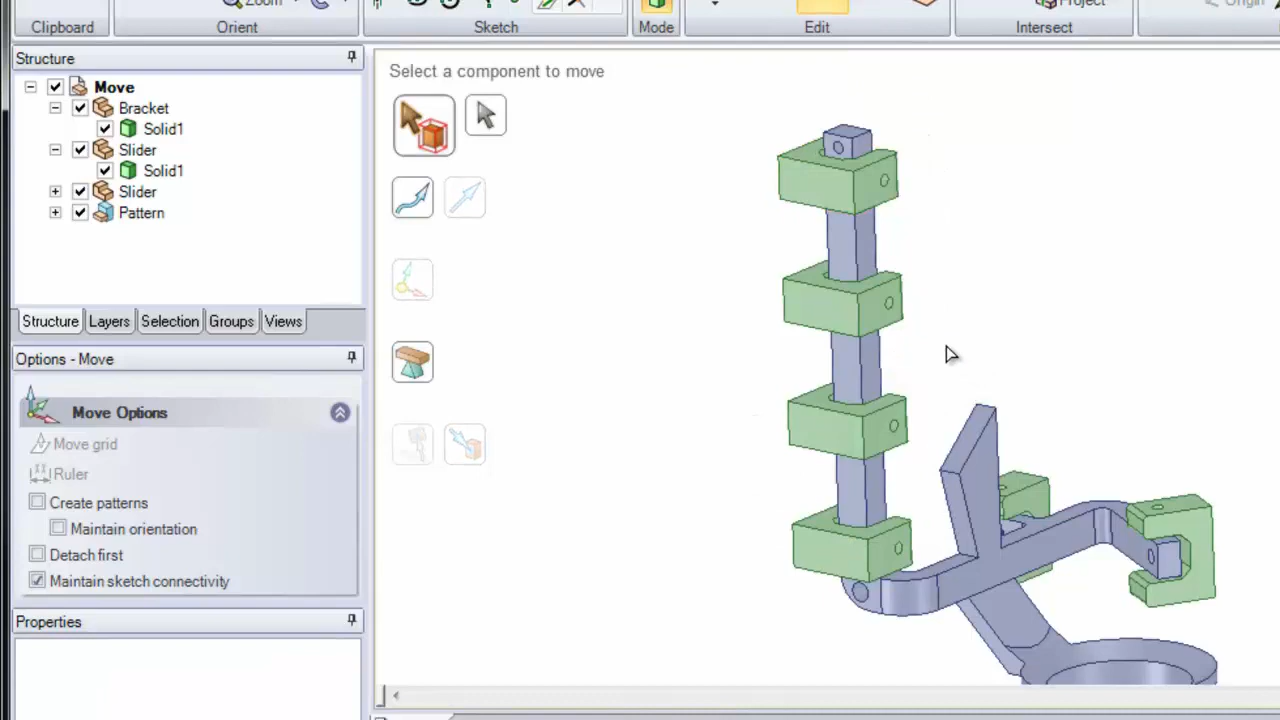 Zoom
Project
Origin
Clipboard
Orient
Sketch
Mode
Edit
Intersect
Structure
Select a component to move
Move
Bracket
Solid1
Slider
Solid1
Slider
Pattern
Structure Layers Selection Groups Views
Options - Move
Move Options
Move grid
Ruler
Create patterns
Maintain orientation
Detach first
Maintain sketch connectivity
Properties